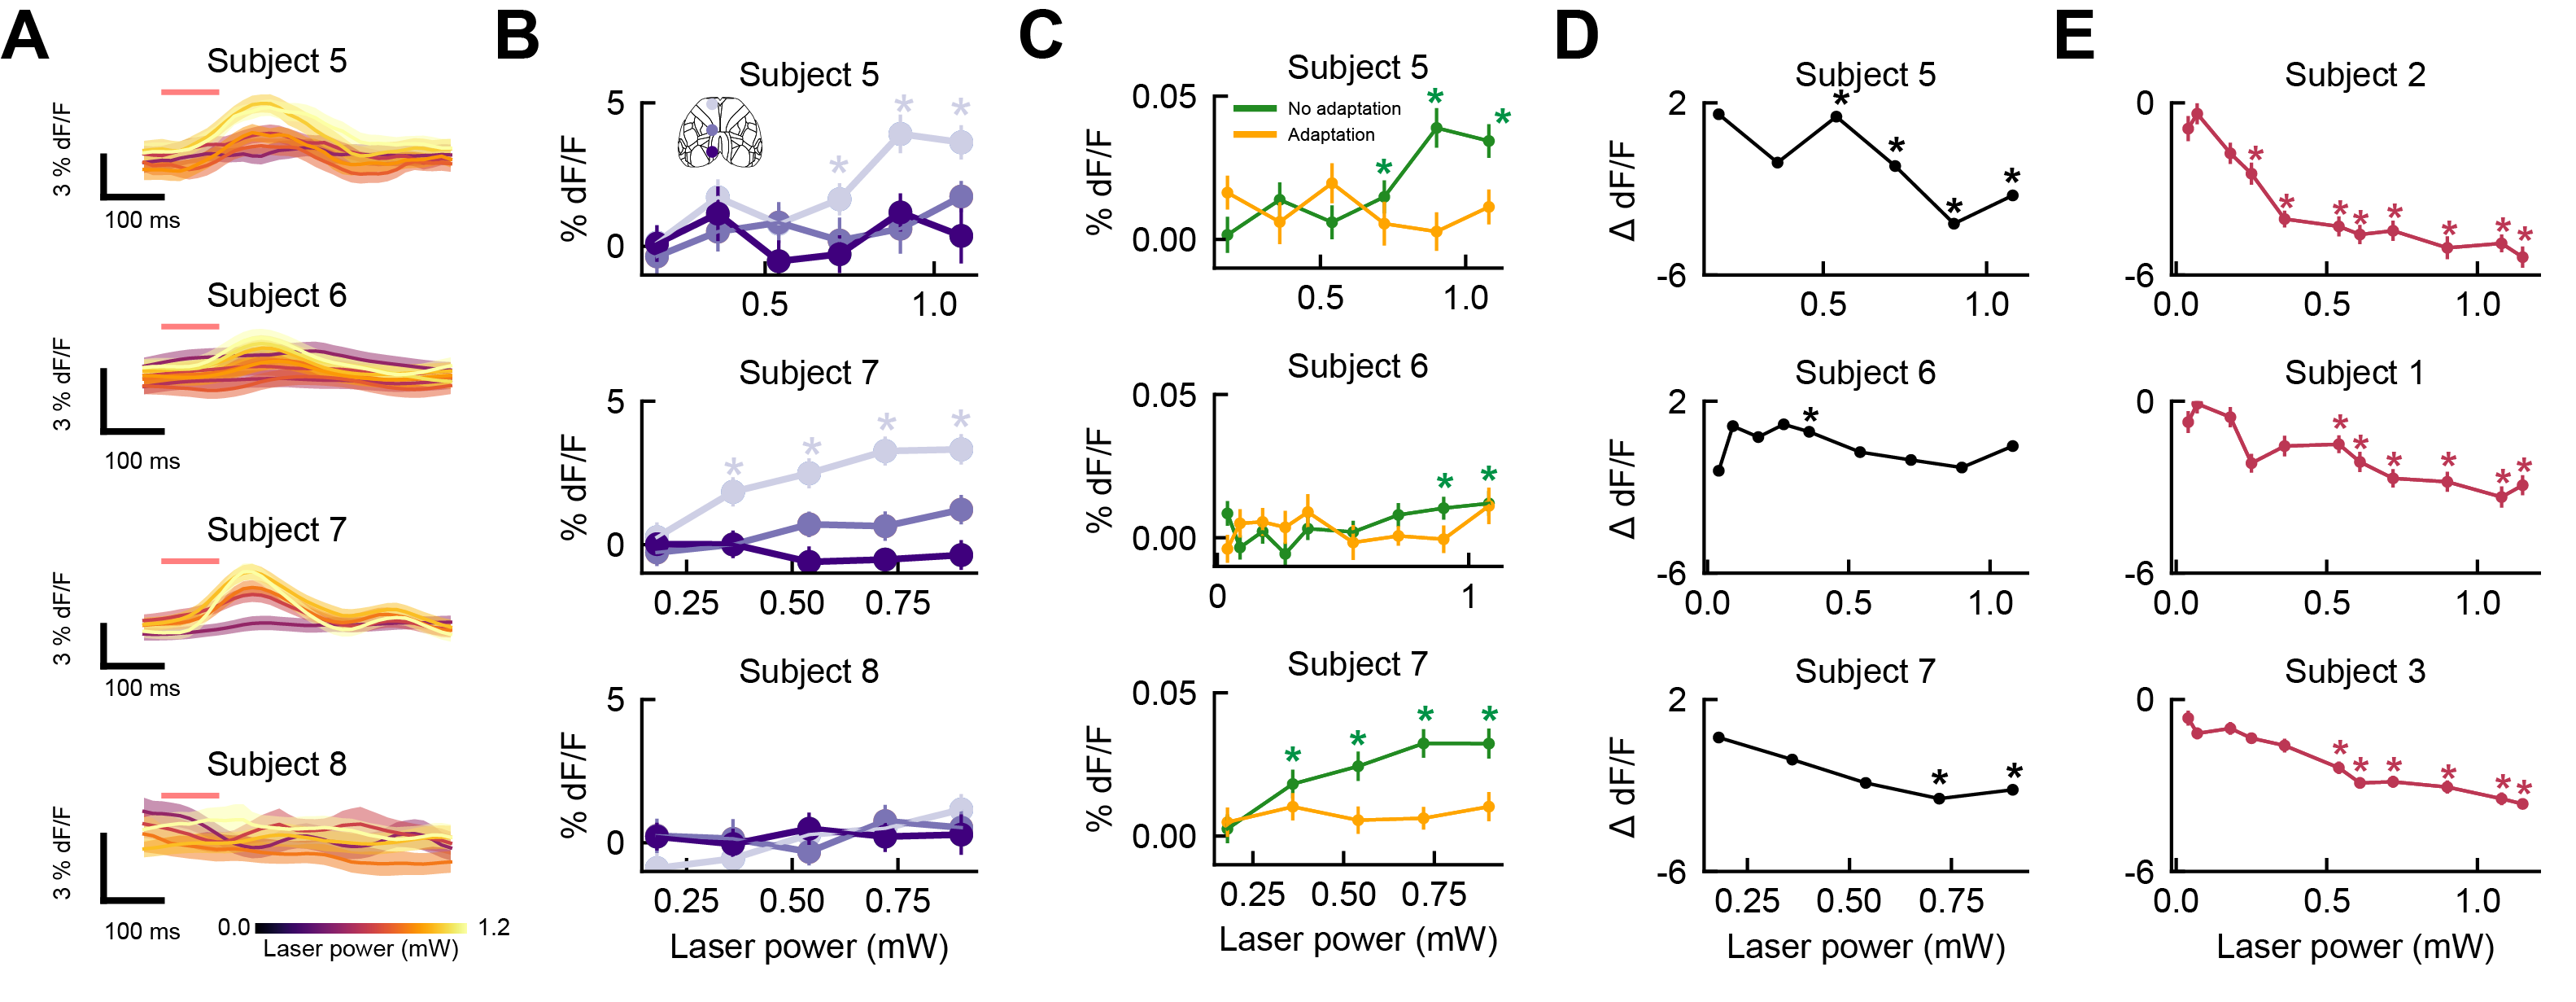 A
Subject 5
3 % dF/F
100 ms
Subject 6
3 % dF/F
100 ms
Subject 7
3 % dF/F
100 ms
Subject 8
3 % dF/F
100 ms
0.0
1.2
Laser power (mW)
B
Subject 5
% dF/F
5
0
*
*
*
0.5
1.0
Subject 7
% dF/F
5
0
*
*
*
*
0.25
0.50
0.75
Subject 8
% dF/F
5
0
0.25
0.50
0.75
Laser power (mW)
C
Subject 5
% dF/F
0.05
0.00
No adaptation
Adaptation
*
*
*
0.5
1.0
Subject 6
% dF/F
0.05
0.00
*
*
0
1
Subject 7
% dF/F
0.05
0.00
*
*
*
*
0.25
0.50
0.75
Laser power (mW)
D
Subject 5
Δ dF/F
2
-6
*
*
*
*
0.5
1.0
Subject 6
Δ dF/F
2
-6
*
0.0
0.5
1.0
Subject 7
Δ dF/F
2
-6
*
*
0.25
0.50
0.75
Laser power (mW)
E
Subject 2
0
-6
*
*
*
*
*
*
*
*
0.0
0.5
1.0
Subject 1
0
-6
*
*
*
*
*
*
0.0
0.5
1.0
Subject 3
0
-6
*
*
*
*
*
*
0.0
0.5
1.0
Laser power (mW)